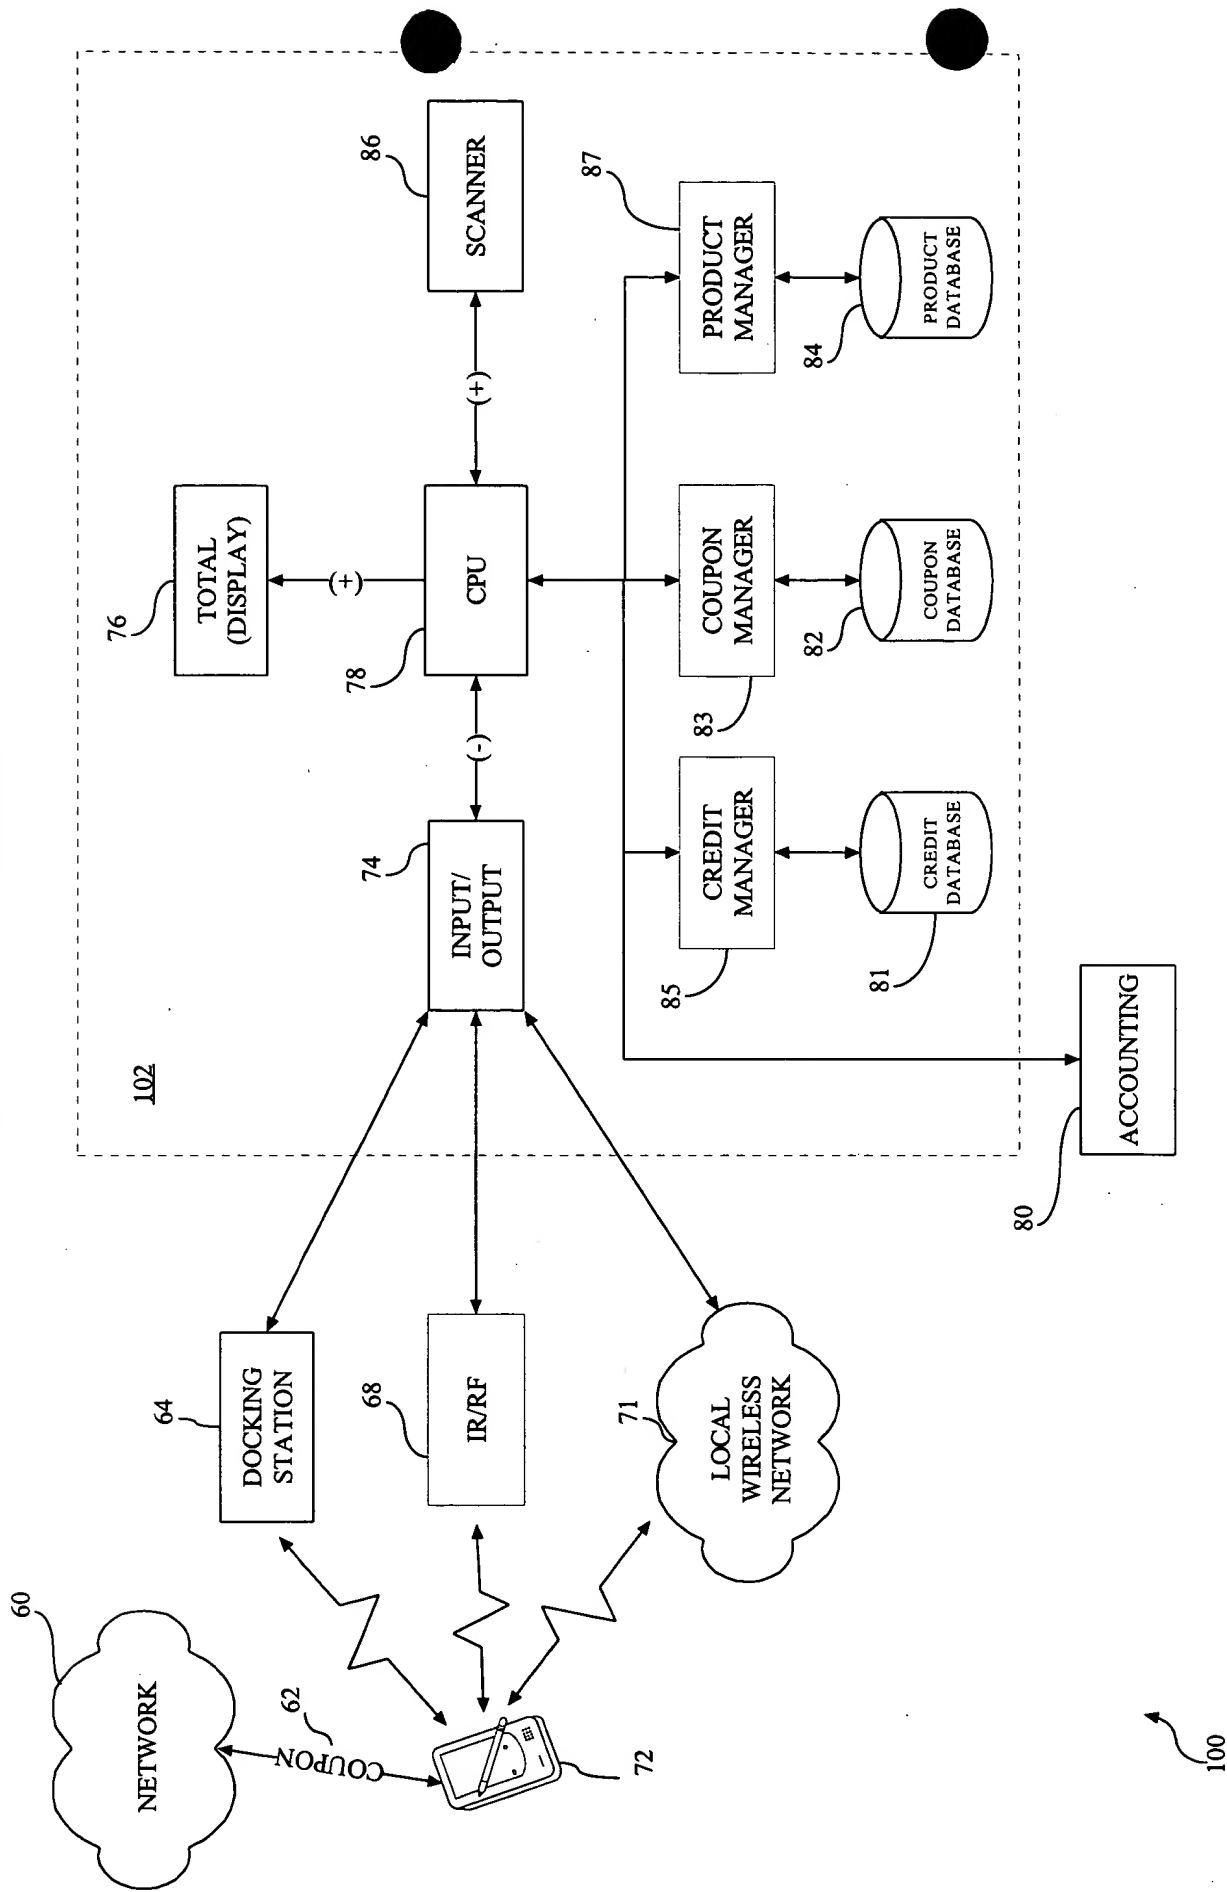 60
NETWORK
62
COUPON
72
64
DOCKING
STATION
68
IR/RF
71
LOCAL
WIRELESS
NETWORK
100
102
74
INPUT/
OUTPUT
(-)
76
TOTAL
(DISPLAY)
(+)
78
CPU
(+)
86
SCANNER
85
CREDIT
MANAGER
83
COUPON
MANAGER
87
PRODUCT
MANAGER
81
CREDIT
DATABASE
82
COUPON
DATABASE
84
PRODUCT
DATABASE
80
ACCOUNTING